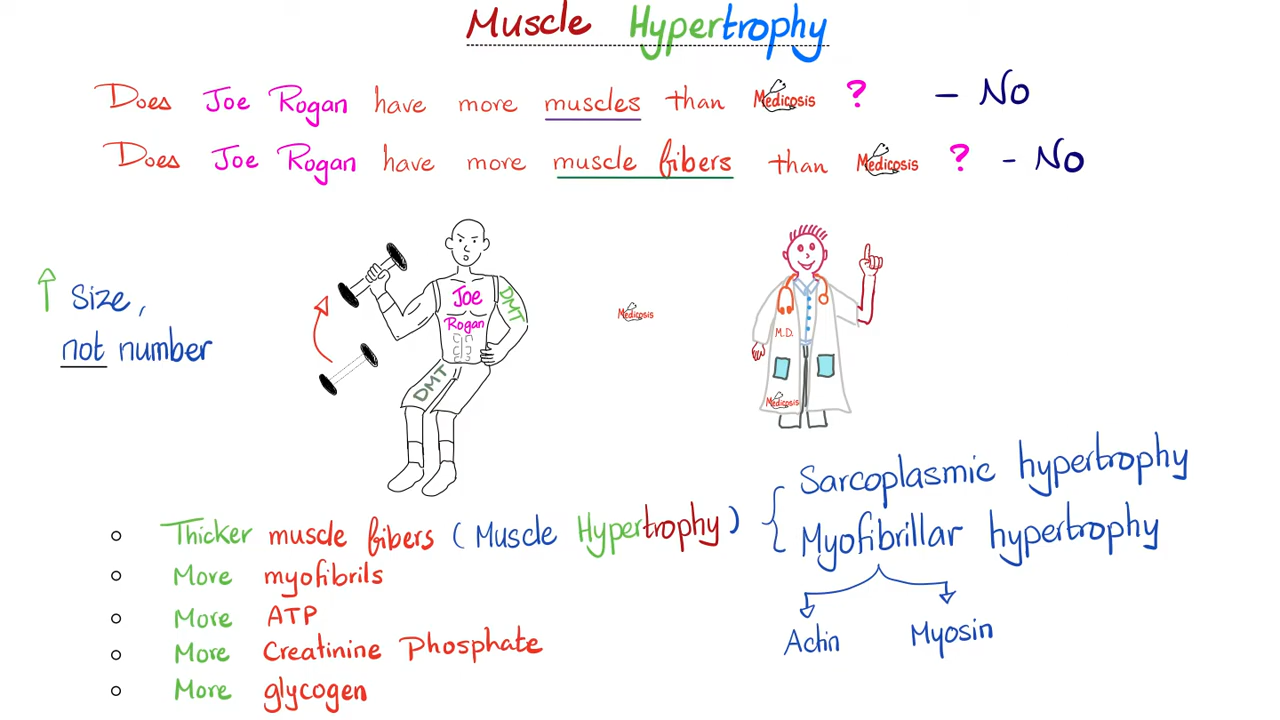 Muscle Hypertrophy
Does Joe Rogan have more muscles than Medicosis ? - No
Does Joe Rogan have more muscle fibers than Medicosis ? - No
↑ Size,
not number
Joe
Rogan
DMT
DMT
Medicosis
M.D.
Medicosis
Thicker muscle fibers (Muscle Hypertrophy)
More myofibrils
More ATP
More Creatinine Phosphate
More glycogen
Sarcoplasmic hypertrophy
Myofibrillar hypertrophy
Actin
Myosin